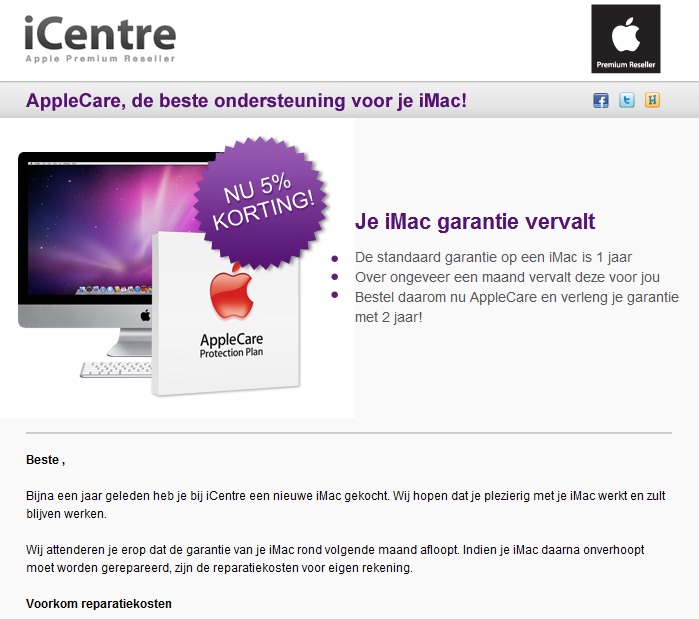 iCentre
Apple Premium Reseller
Premium Reseller
AppleCare, de beste ondersteuning voor je iMac!
NU 5%
KORTING!
AppleCare
Protection Plan
Je iMac garantie vervalt
De standaard garantie op een iMac is 1 jaar
Over ongeveer een maand vervalt deze voor jou
Bestel daarom nu AppleCare en verleng je garantie
met 2 jaar!
Beste ,
Bijna een jaar geleden heb je bij iCentre een nieuwe iMac gekocht. Wij hopen dat je plezierig met je iMac werkt en zult
blijven werken.
Wij attenderen je erop dat de garantie van je iMac rond volgende maand afloopt. Indien je iMac daarna onverhoopt
moet worden gerepareerd, zijn de reparatiekosten voor eigen rekening.
Voorkom reparatiekosten